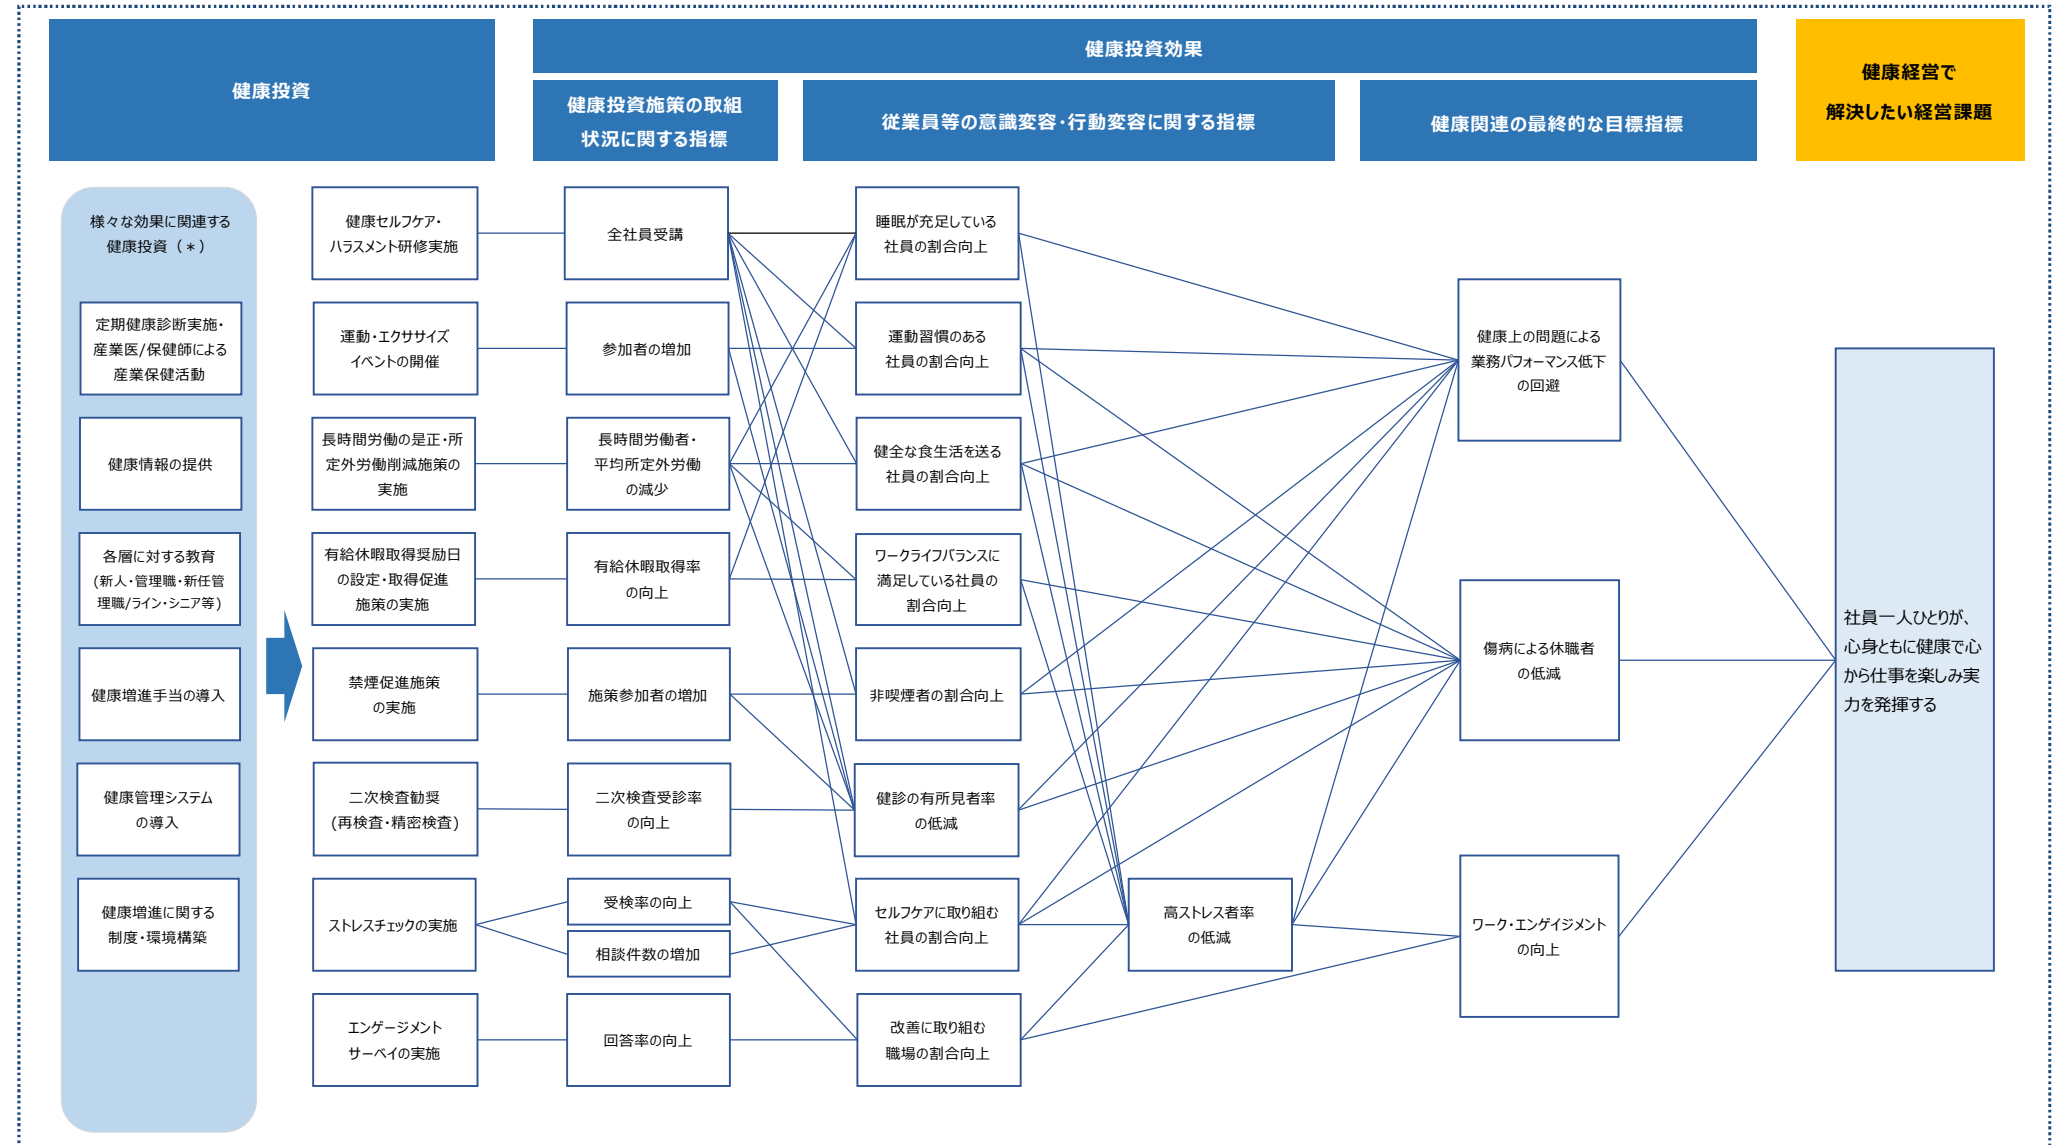 健康投資
健康投資効果
健康投資施策の取組
状況に関する指標
従業員等の意識変容・行動変容に関する指標
健康関連の最終的な目標指標
健康経営で
解決したい経営課題
様々な効果に関連する
健康投資（＊）
定期健康診断実施・
産業医/保健師による
産業保健活動
健康情報の提供
各層に対する教育
(新人・管理職・新任管
理職/ライン・シニア等)
健康増進手当の導入
健康管理システム
の導入
健康増進に関する
制度・環境構築
健康セルフケア・
ハラスメント研修実施
運動・エクササイズ
イベントの開催
長時間労働の是正・所
定外労働削減施策の
実施
有給休暇取得奨励日
の設定・取得促進
施策の実施
禁煙促進施策
の実施
二次検査勧奨
(再検査・精密検査)
ストレスチェックの実施
エンゲージメント
サーベイの実施
全社員受講
参加者の増加
長時間労働者・
平均所定外労働
の減少
有給休暇取得率
の向上
施策参加者の増加
二次検査受診率
の向上
受検率の向上
相談件数の増加
回答率の向上
睡眠が充足している
社員の割合向上
運動習慣のある
社員の割合向上
健全な食生活を送る
社員の割合向上
ワークライフバランスに
満足している社員の
割合向上
非喫煙者の割合向上
健診の有所見者率
の低減
セルフケアに取り組む
社員の割合向上
改善に取り組む
職場の割合向上
高ストレス者率
の低減
健康上の問題による
業務パフォーマンス低下
の回避
傷病による休職者
の低減
ワーク・エンゲイジメント
の向上
社員一人ひとりが、
心身ともに健康で心
から仕事を楽しみ実
力を発揮する